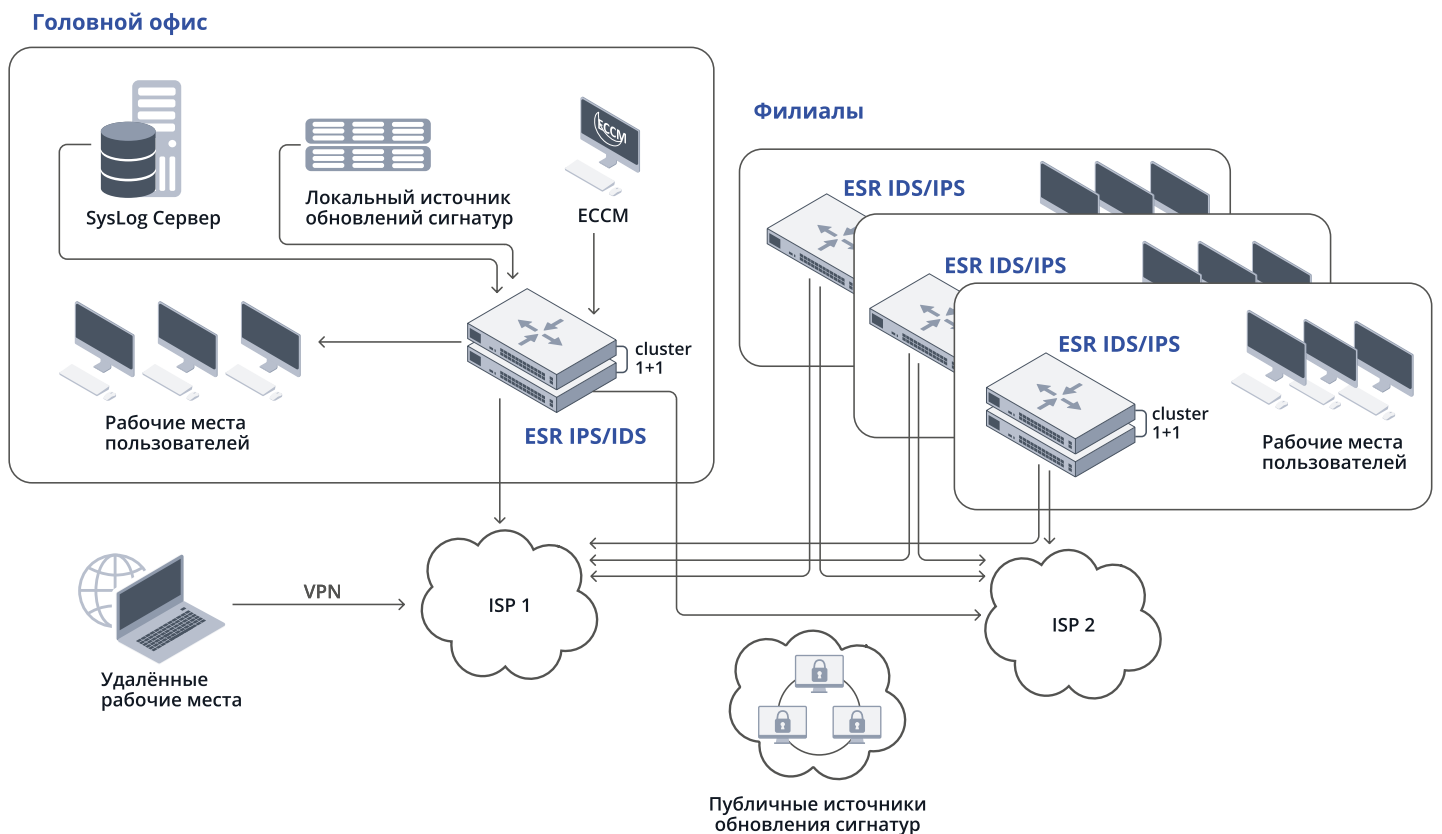 Головной офис
ECCM
SysLog Сервер
Локальный источник
обновлений сигнатур
ECCM
cluster
1+1
Рабочие места
пользователей
ESR IPS/IDS
Филиалы
ESR IDS/IPS
ESR IDS/IPS
ESR IDS/IPS
cluster
1+1
Рабочие места
пользователей
VPN
ISP 1
ISP 2
Удалённые
рабочие места
Публичные источники
обновления сигнатур